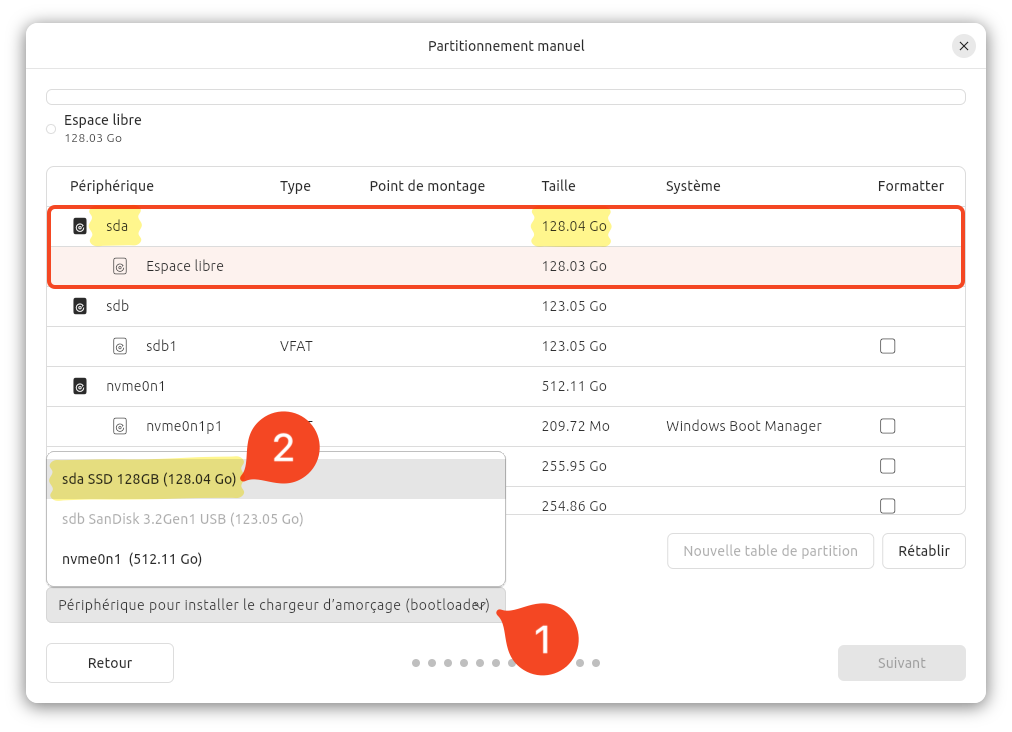 Partitionnement manuel
Espace libre
128.03 Go
Périphérique Type Point de montage Taille Système Formatter
sda 128.04 Go
Espace libre 128.03 Go
sdb 123.05 Go
sdb1 VFAT 123.05 Go
nvme0n1 512.11 Go
nvme0n1p1 209.72 Mo Windows Boot Manager
255.95 Go
254.86 Go
2
sda SSD 128GB (128.04 Go)
sdb SanDisk 3.2Gen1 USB (123.05 Go)
nvme0n1 (512.11 Go)
Nouvelle table de partition Rétablir
Périphérique pour installer le chargeur d’amorçage (bootloader)
1
Retour Suivant